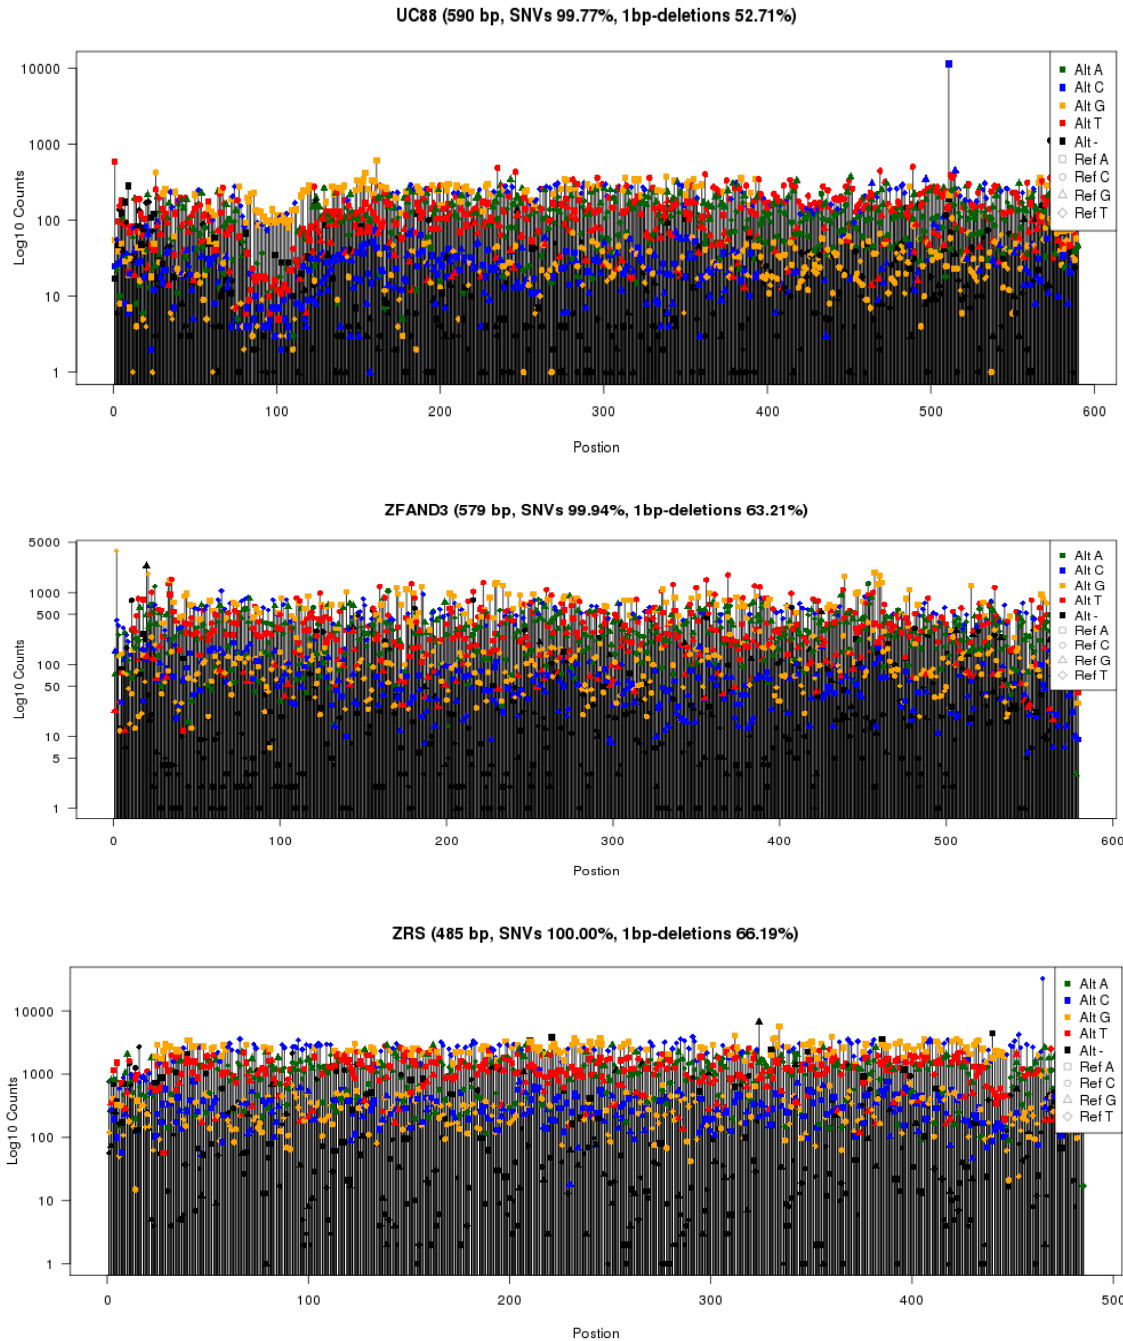 UC88 (590 bp, SNVs 99.77%, 1bp-deletions 52.71%)
10000
1000
100
10
1
Log10 Counts
Alt A
Alt C
Alt G
Alt T
Alt -
Ref A
Ref C
Ref G
Ref T
0 100 200 300 400 500 600
Postion
ZFAND3 (579 bp, SNVs 99.94%, 1bp-deletions 63.21%)
5000
1000
500
100
50
10
5
1
Log10 Counts
Alt A
Alt C
Alt G
Alt T
Alt -
Ref A
Ref C
Ref G
Ref T
0 100 200 300 400 500 600
Postion
ZRS (485 bp, SNVs 100.00%, 1bp-deletions 66.19%)
10000
1000
100
10
1
Log10 Counts
Alt A
Alt C
Alt G
Alt T
Alt -
Ref A
Ref C
Ref G
Ref T
0 100 200 300 400 500
Postion